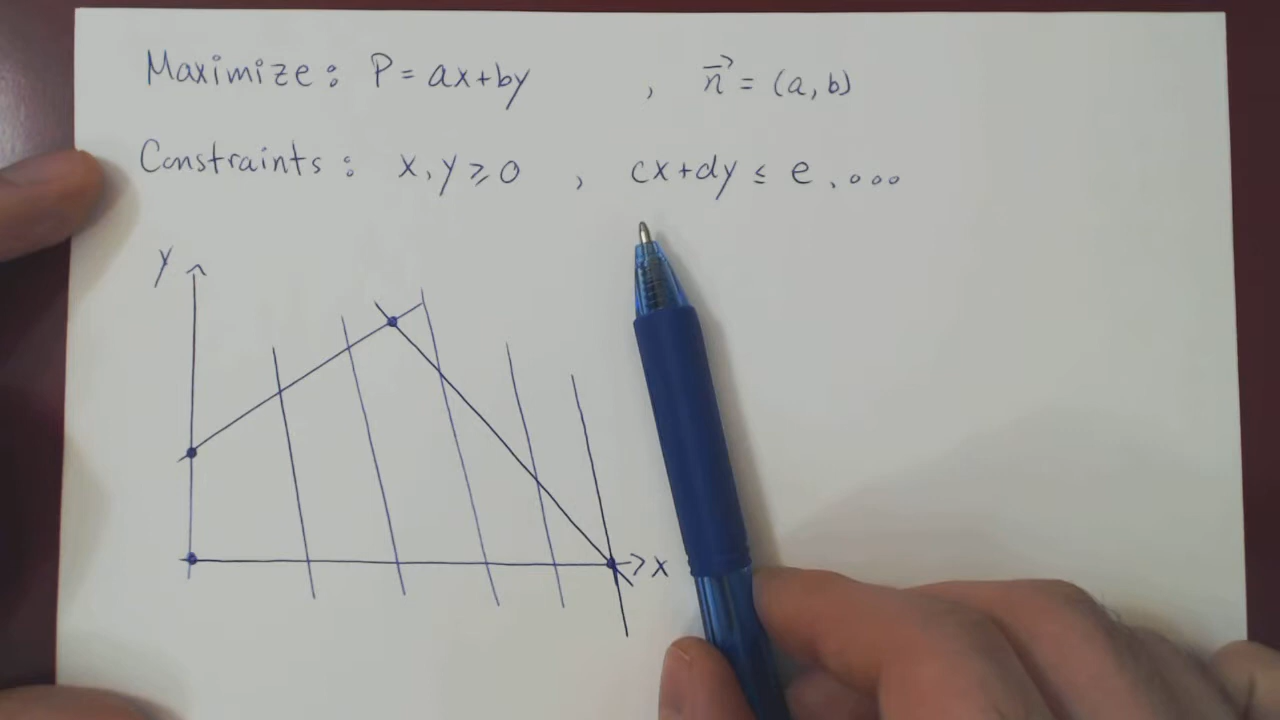 Maximize: P = ax+by , n⃗ = (a, b)
Constraints: x, y ≥ 0 , cx+dy ≤ e, ...
y
x